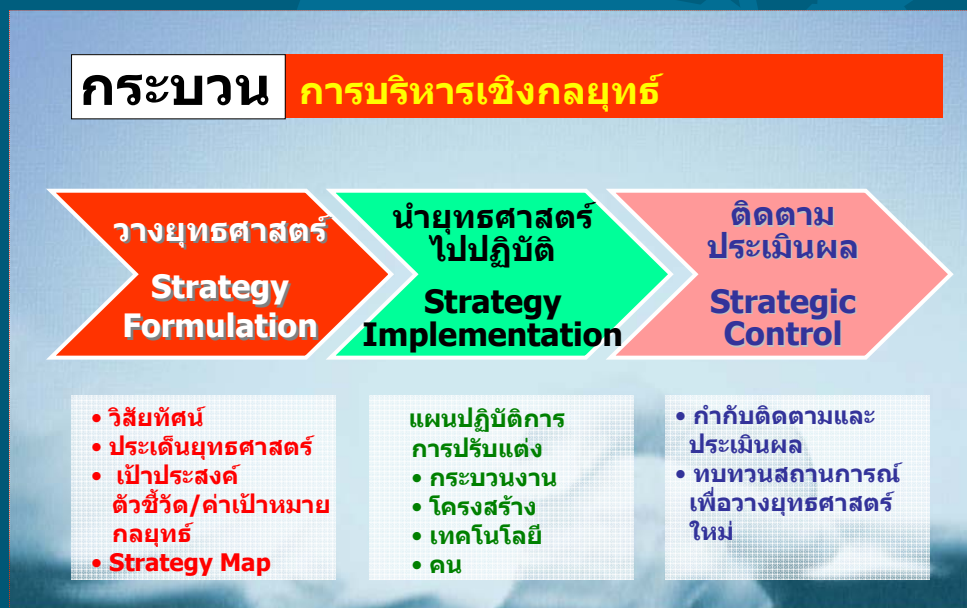 กระบวน การบริหารเชิงกลยุทธ์
วางยุทธศาสตร์
Strategy
Formulation
นำยุทธศาสตร์
ไปปฏิบัติ
Strategy
Implementation
ติดตาม
ประเมินผล
Strategic
Control
• วิสัยทัศน์
• ประเด็นยุทธศาสตร์
• เป้าประสงค์
ตัวชี้วัด/ค่าเป้าหมาย
กลยุทธ์
• Strategy Map
แผนปฏิบัติการ
การปรับแต่ง
• กระบวนงาน
• โครงสร้าง
• เทคโนโลยี
• คน
• กำกับติดตามและ
ประเมินผล
• ทบทวนสถานการณ์
เพื่อวางยุทธศาสตร์
ใหม่